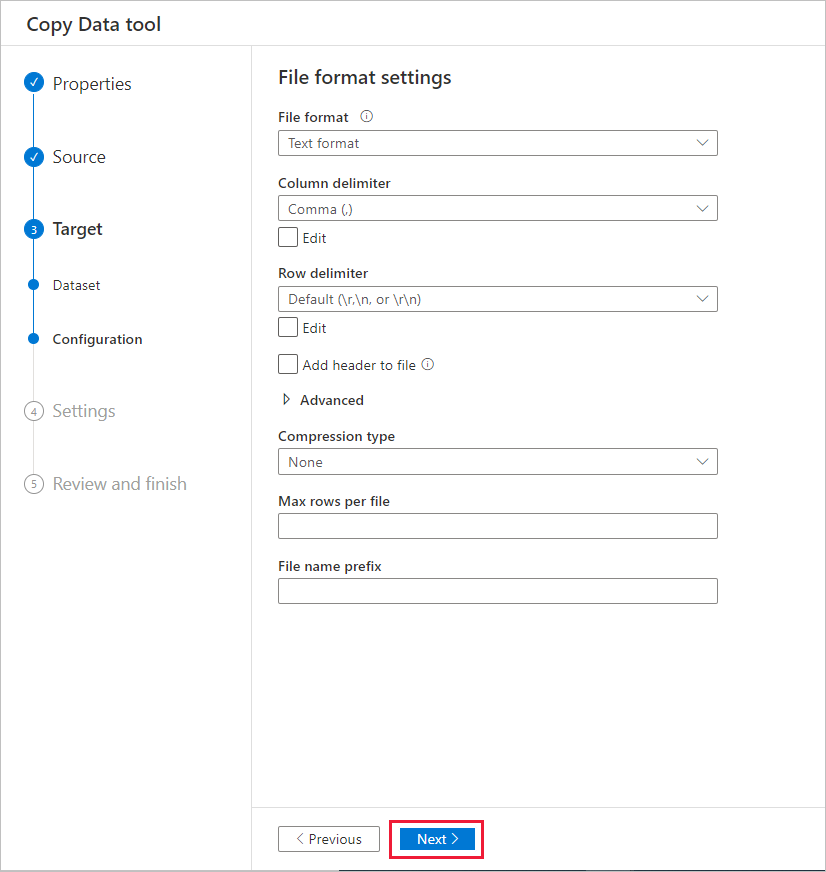 Copy Data tool
Properties
Source
3 Target
Dataset
Configuration
4 Settings
5 Review and finish
File format settings
File format
Text format
Column delimiter
Comma (,)
Edit
Row delimiter
Default (\r,\n, or \r\n)
Edit
Add header to file
Advanced
Compression type
None
Max rows per file
File name prefix
Previous
Next